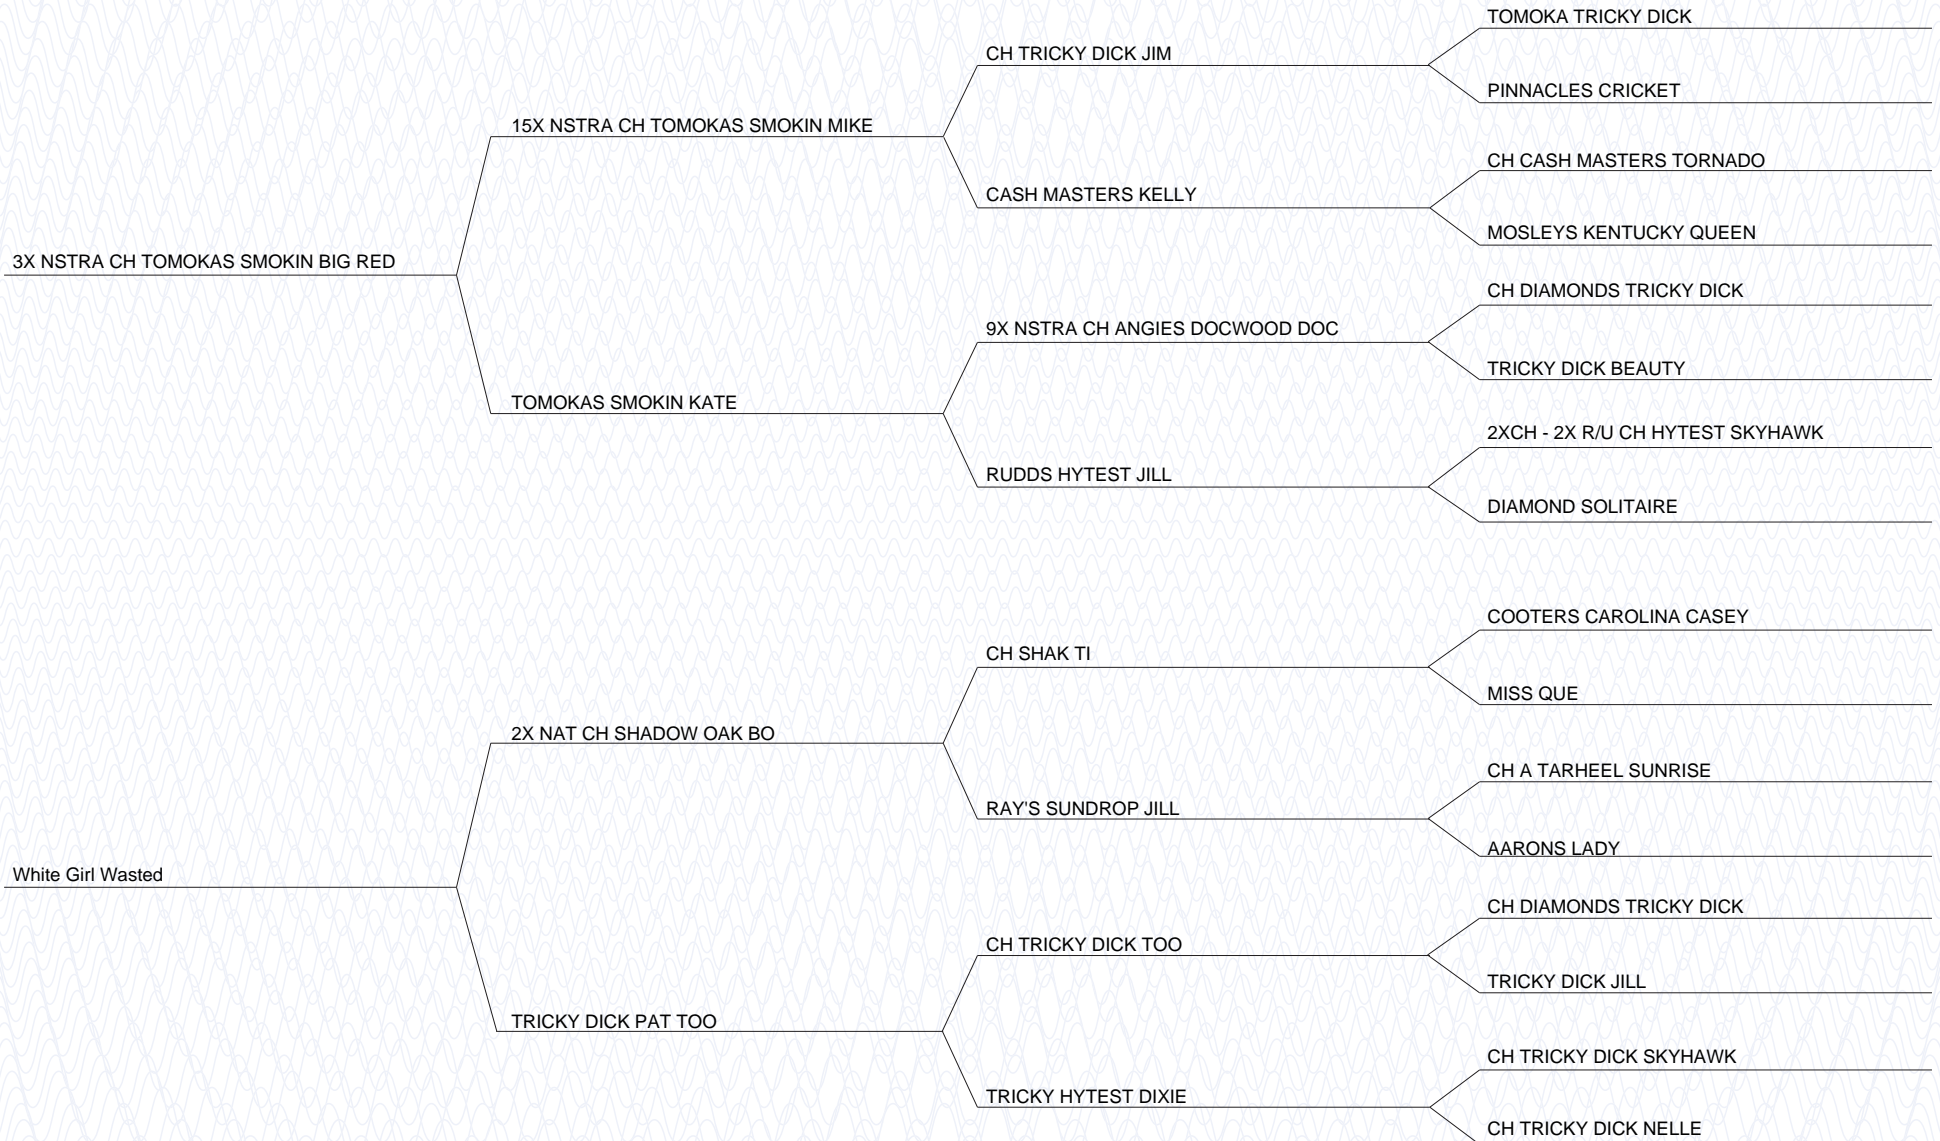 TOMOKA TRICKY DICK
CH TRICKY DICK JIM
PINNACLES CRICKET
15X NSTRA CH TOMOKAS SMOKIN MIKE
CH CASH MASTERS TORNADO
CASH MASTERS KELLY
MOSLEYS KENTUCKY QUEEN
3X NSTRA CH TOMOKAS SMOKIN BIG RED
CH DIAMONDS TRICKY DICK
9X NSTRA CH ANGIES DOCWOOD DOC
TRICKY DICK BEAUTY
TOMOKAS SMOKIN KATE
2XCH - 2X R/U CH HYTEST SKYHAWK
RUDDS HYTEST JILL
DIAMOND SOLITAIRE
COOTERS CAROLINA CASEY
CH SHAK TI
MISS QUE
2X NAT CH SHADOW OAK BO
CH A TARHEEL SUNRISE
RAY'S SUNDROP JILL
AARONS LADY
White Girl Wasted
CH DIAMONDS TRICKY DICK
CH TRICKY DICK TOO
TRICKY DICK JILL
TRICKY DICK PAT TOO
CH TRICKY DICK SKYHAWK
TRICKY HYTEST DIXIE
CH TRICKY DICK NELLE